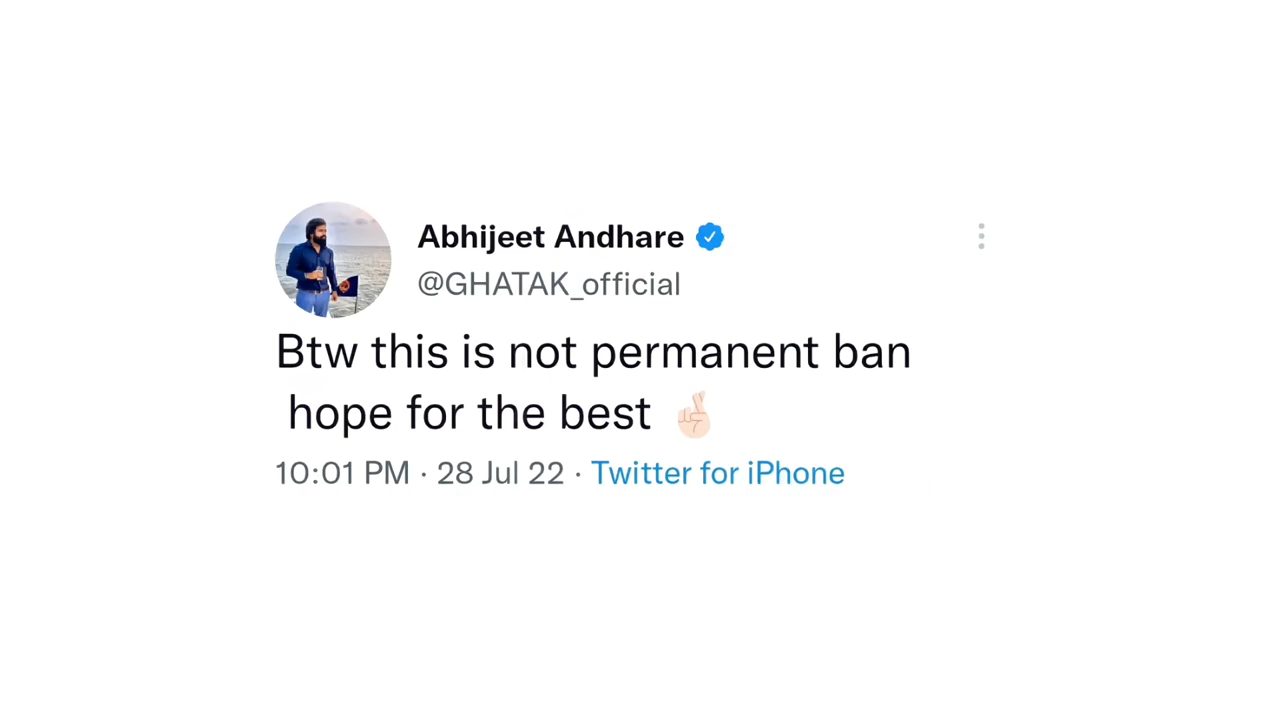 Abhijeet Andhare
@GHATAK_official
Btw this is not permanent ban
hope for the best 🤞🏻
10:01 PM · 28 Jul 22 · Twitter for iPhone